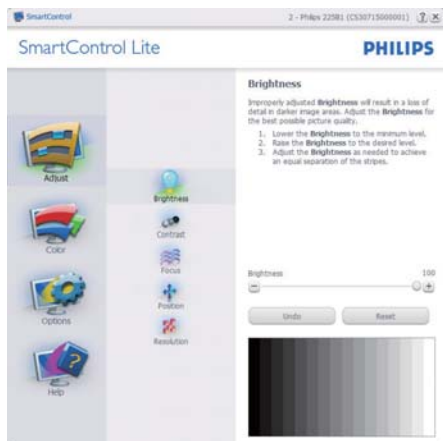 SmartControl
2 - Philips 225B1 (CS30715000001)
SmartControl Lite
PHILIPS
Adjust
Color
Options
Help
Brightness
Contrast
Focus
Position
Resolution
Brightness
Improperly adjusted Brightness will result in a loss of
detail in darker image areas. Adjust the Brightness for
the best possible picture quality.
1. Lower the Brightness to the minimum level.
2. Raise the Brightness to the desired level.
3. Adjust the Brightness as needed to achieve
an equal separation of the stripes.
Brightness 100
Undo Reset